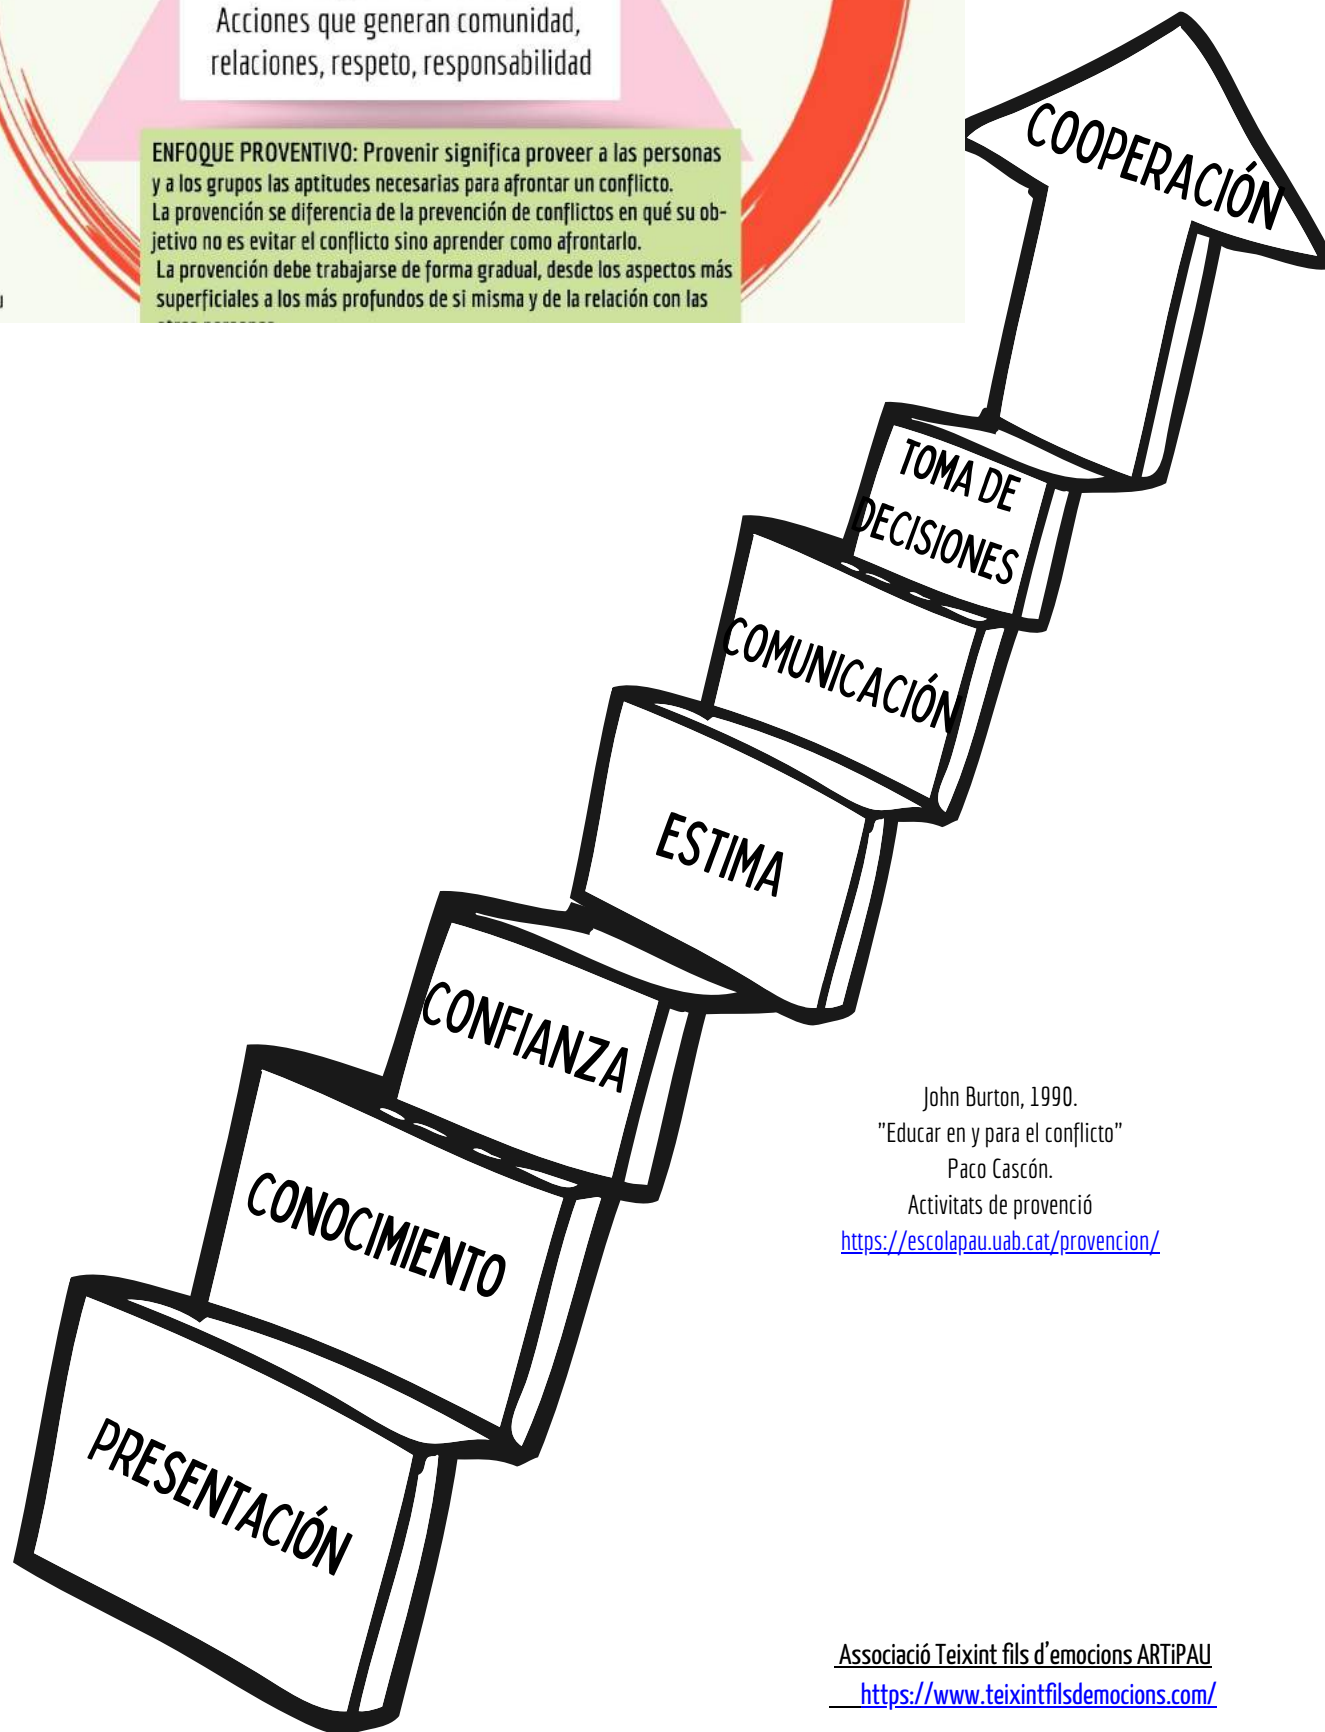 Acciones que generan comunidad,
relaciones, respeto, responsabilidad
ENFOQUE PROVENTIVO: Provenir significa proveer a las personas
y a los grupos las aptitudes necesarias para afrontar un conflicto.
La provención se diferencia de la prevención de conflictos en qué su ob-
jetivo no es evitar el conflicto sino aprender como afrontarlo.
La provención debe trabajarse de forma gradual, desde los aspectos más
superficiales a los más profundos de si misma y de la relación con las
COOPERACIÓN
TOMA DE
DECISIONES
COMUNICACIÓN
ESTIMA
CONFIANZA
CONOCIMIENTO
PRESENTACIÓN
John Burton, 1990.
"Educar en y para el conflicto"
Paco Cascón.
Activitats de provenció
https://escolapau.uab.cat/provencion/
Associació Teixint fils d'emocions ARTiPAU
https://www.teixintfilsdemocions.com/